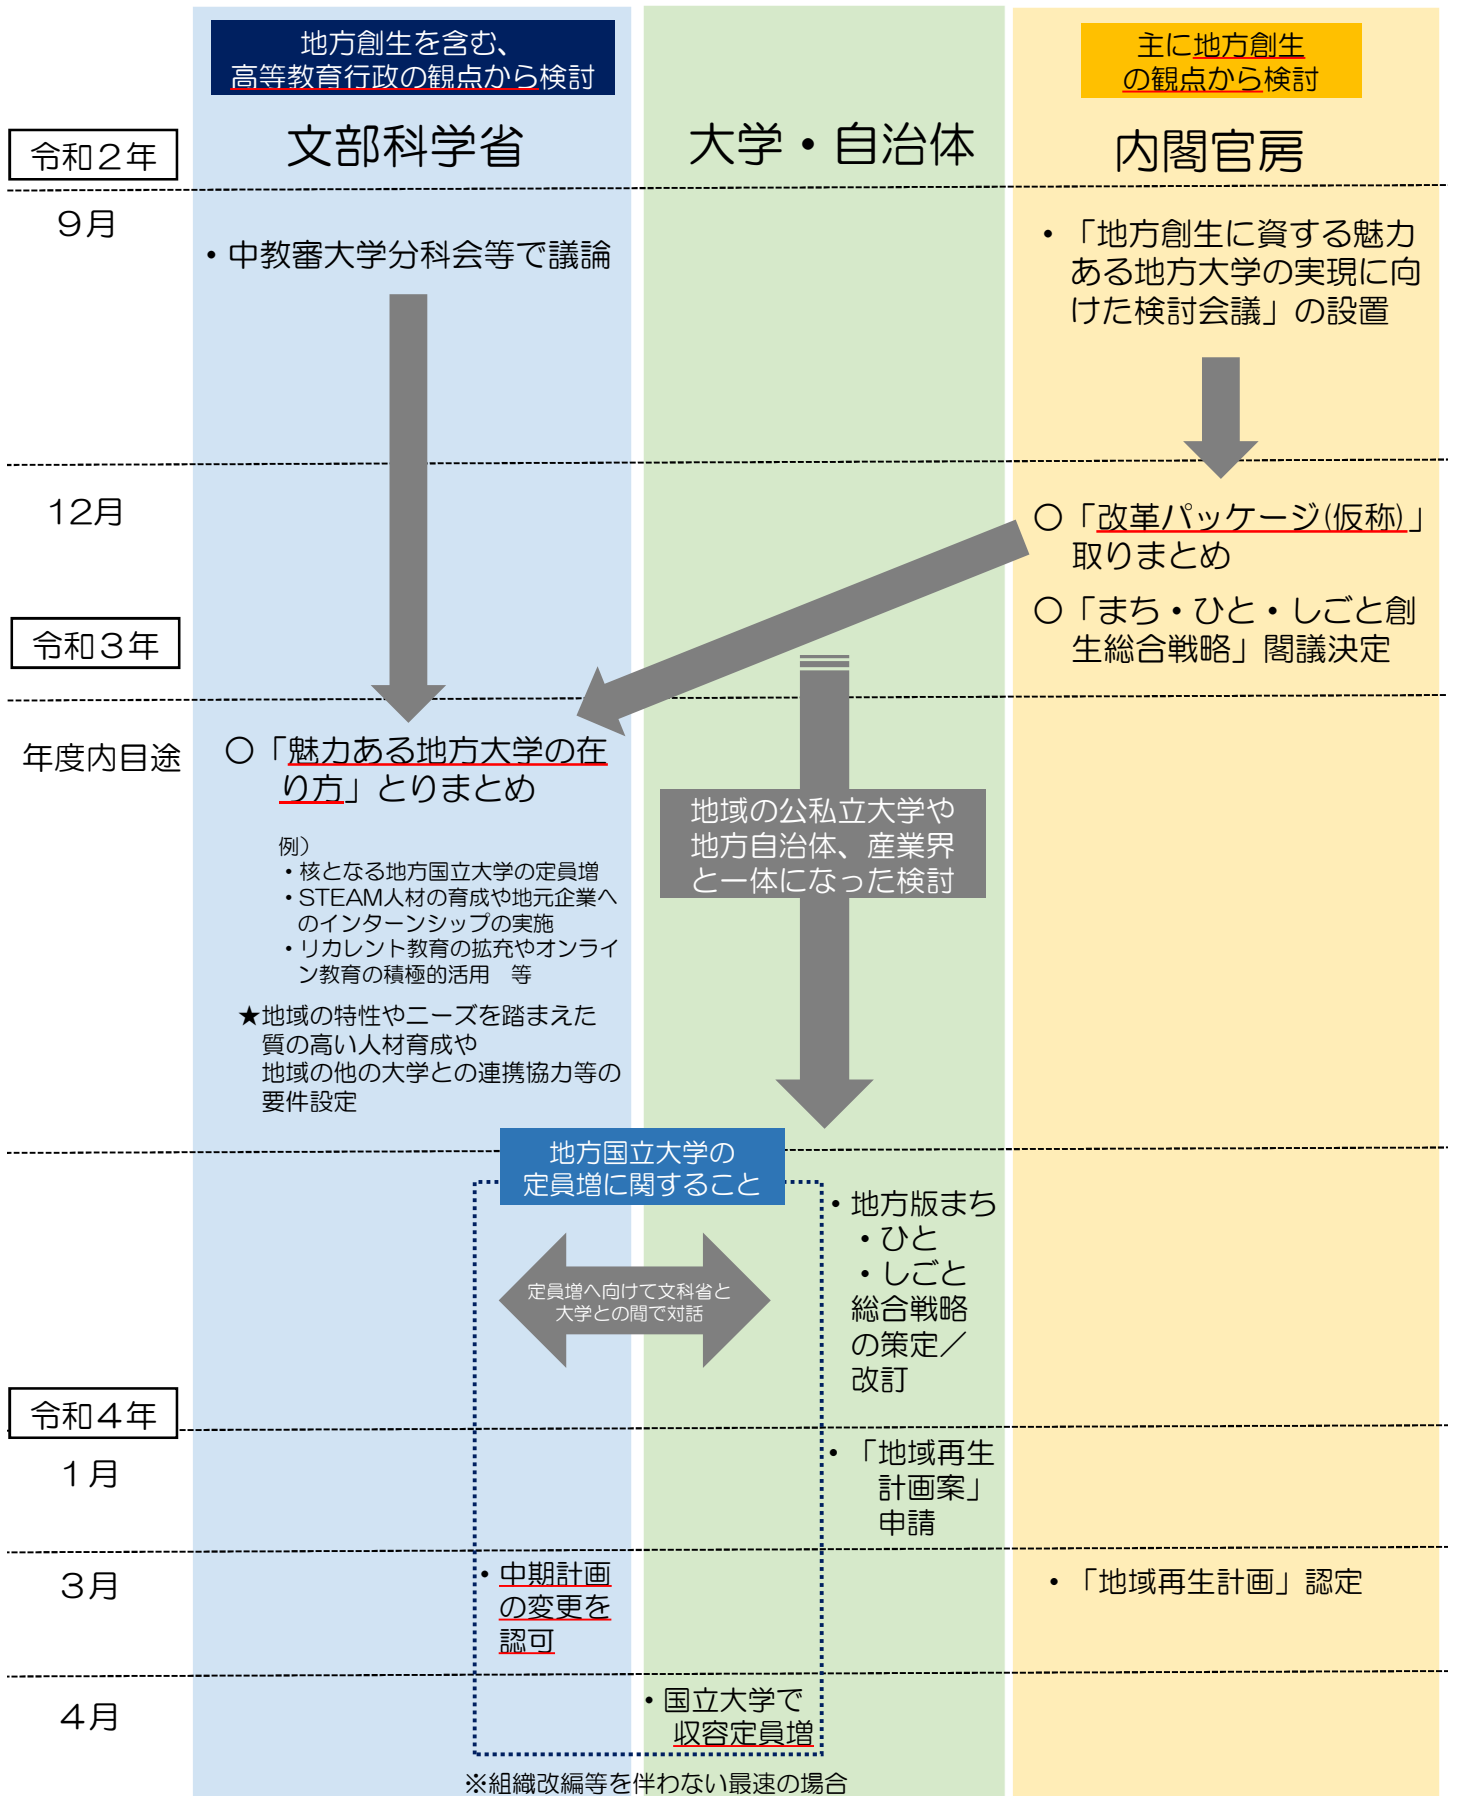 地方創生を含む、
高等教育行政の観点から検討
主に地方創生
の観点から検討
令和2年
文部科学省
大学・自治体
内閣官房
9月
・中教審大学分科会等で議論
・「地方創生に資する魅力
ある地方大学の実現に向
けた検討会議」の設置
12月
〇「改革パッケージ(仮称)」
取りまとめ
〇「まち・ひと・しごと創
生総合戦略」閣議決定
令和3年
年度内目途
〇「魅力ある地方大学の在
り方」とりまとめ
例）
・核となる地方国立大学の定員増
・STEAM人材の育成や地元企業へ
のインターンシップの実施
・リカレント教育の拡充やオンライ
ン教育の積極的活用　等
★地域の特性やニーズを踏まえた
質の高い人材育成や
地域の他の大学との連携協力等の
要件設定
地域の公私立大学や
地方自治体、産業界
と一体になった検討
地方国立大学の
定員増に関すること
定員増へ向けて文科省と
大学との間で対話
・地方版まち
・ひと
・しごと
総合戦略
の策定／
改訂
令和4年
1月
・「地域再生
計画案」
申請
3月
・中期計画
の変更を
認可
・「地域再生計画」認定
4月
・国立大学で
収容定員増
※組織改編等を伴わない最速の場合